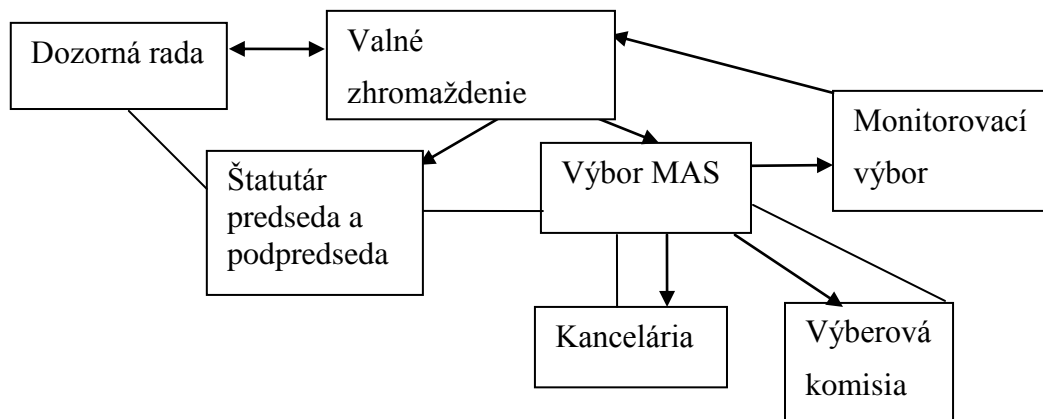 Dozorná rada
Valné
zhromaždenie
Monitorovací
výbor
Štatutár
predseda a
podpredseda
Výbor MAS
Kancelária
Výberová
komisia